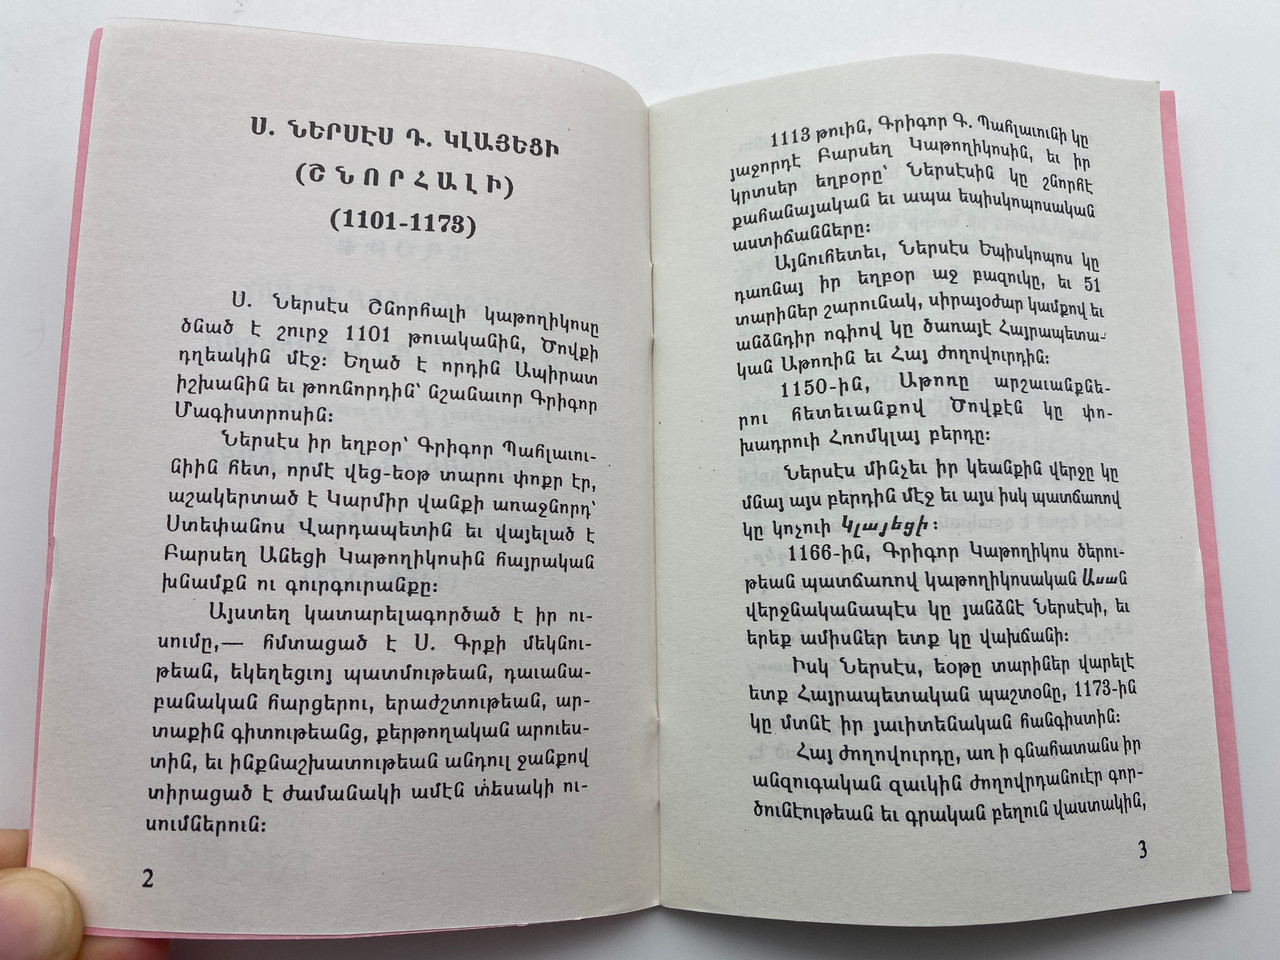 Ս. ՆԵՐՍԷՍ Դ. ԿԼԱՅԵՑԻ
(ՇՆՈՐՀԱԼԻ)
(1101-1173)
Ս. Ներսէս Շնորհալի կաթողիկոսը
ծնած է շուրջ 1101 թուականին, Ծովքի
դղեակին մէջ։ Եղած է որդին Ապիրատ
իշխանին եւ թոռնորդին՝ նշանաւոր Գրիգոր
Մագիստրոսին։
Ներսէս իր եղբօր՝ Գրիգոր Պահլաւու-
նիին հետ, որմէ վեց-եօթ տարու փոքր էր,
աշակերտած է Կարմիր վանքի առաջնորդ՝
Ստեփանոս Վարդապետին եւ վայելած է
Բարսեղ Անեցի Կաթողիկոսին հայրական
խնամքն ու գուրգուրանքը։
Այստեղ կատարելագործած է իր ու-
սումը,— հմտացած է Ս. Գրքի մեկնու-
թեան, եկեղեցւոյ պատմութեան, դաւանա-
բանական հարցերու, երաժշտութեան, ար-
տաքին գիտութեանց, քերթողական արուես-
տին, եւ ինքնաշխատութեան անդուլ ջանքով
տիրացած է ժամանակի ամէն տեսակի ու-
սումներուն։
2
1113 թուին, Գրիգոր Գ. Պահլաւունի կը
յաջորդէ Բարսեղ Կաթողիկոսին, եւ իր
կրտսեր եղբօրը՝ Ներսէսին կը շնորհէ
քահանայական եւ ապա եպիսկոպոսական
աստիճանները։
Այնուհետեւ, Ներսէս Եպիսկոպոս կը
դառնայ իր եղբօր աջ բազուկը, եւ 51
տարիներ շարունակ, սիրայօժար կամքով եւ
անձնդիր ոգիով կը ծառայէ Հայրապետա-
կան Աթոռին եւ Հայ ժողովուրդին։
1150-ին, Աթոռը արշաւանքնե-
րու հետեւանքով Ծովքէն կը փո-
խադրուի Հռոմկլայ բերդը։
Ներսէս մինչեւ իր կեանքին վերջը կը
մնայ այս բերդին մէջ եւ այս իսկ պատճառով
կը կոչուի Կլայեցի։
1166-ին, Գրիգոր Կաթողիկոս ծերու-
թեան պատճառով կաթողիկոսական Ասան
վերջնականապէս կը յանձնէ Ներսէսի, եւ
երեք ամիսներ ետք կը վախճանի։
Իսկ Ներսէս, եօթը տարիներ վարելէ
ետք Հայրապետական պաշտօնը, 1173-ին
կը մտնէ իր յաւիտենական հանգիստին։
Հայ ժողովուրդը, առ ի գնահատանս իր
անզուգական զաւկին ժողովրդանուէր գոր-
ծունէութեան եւ գրական բեղուն վաստակին,
3